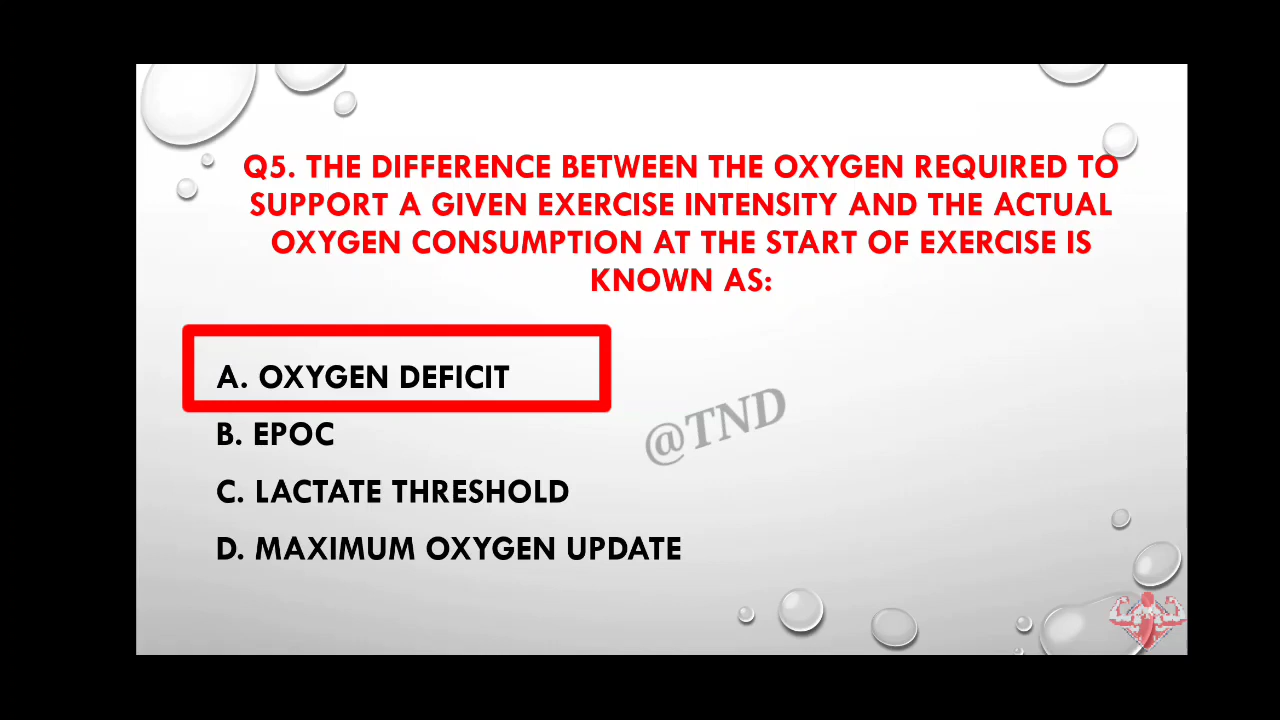 Q5. THE DIFFERENCE BETWEEN THE OXYGEN REQUIRED TO
SUPPORT A GIVEN EXERCISE INTENSITY AND THE ACTUAL
OXYGEN CONSUMPTION AT THE START OF EXERCISE IS
KNOWN AS:
A. OXYGEN DEFICIT
B. EPOC
@TND
C. LACTATE THRESHOLD
D. MAXIMUM OXYGEN UPDATE